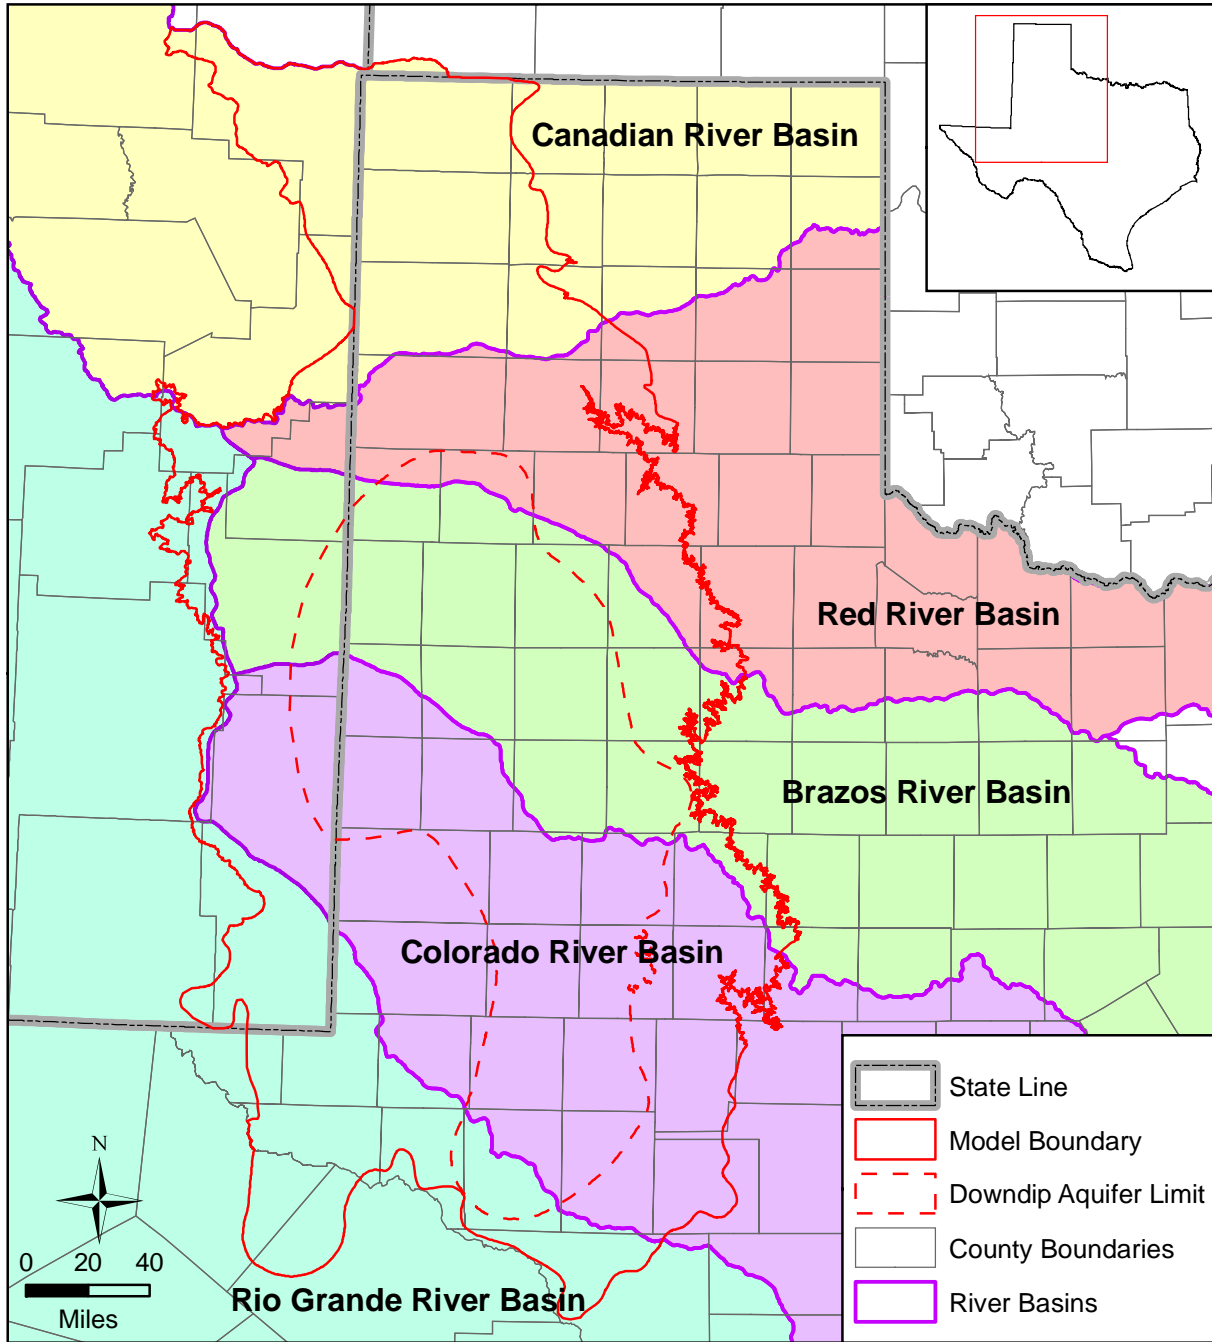 Canadian River Basin
Red River Basin
Brazos River Basin
Colorado River Basin
Rio Grande River Basin
N
0 20 40
Miles
State Line
Model Boundary
Downdip Aquifer Limit
County Boundaries
River Basins